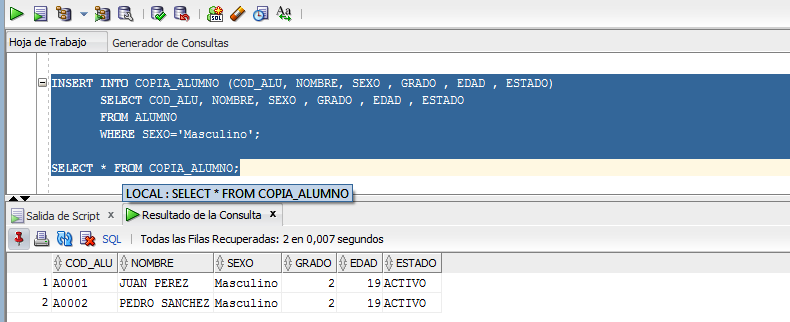 SQL
Aa
Hoja de Trabajo Generador de Consultas
INSERT INTO COPIA_ALUMNO (COD_ALU, NOMBRE, SEXO , GRADO , EDAD , ESTADO)
SELECT COD_ALU, NOMBRE, SEXO , GRADO , EDAD , ESTADO
FROM ALUMNO
WHERE SEXO='Masculino';
SELECT * FROM COPIA_ALUMNO;
LOCAL : SELECT * FROM COPIA_ALUMNO
Salida de Script x Resultado de la Consulta x
SQL | Todas las Filas Recuperadas: 2 en 0,007 segundos
COD_ALU NOMBRE SEXO GRADO EDAD ESTADO
1 A0001 JUAN PEREZ Masculino 2 19 ACTIVO
2 A0002 PEDRO SANCHEZ Masculino 2 19 ACTIVO